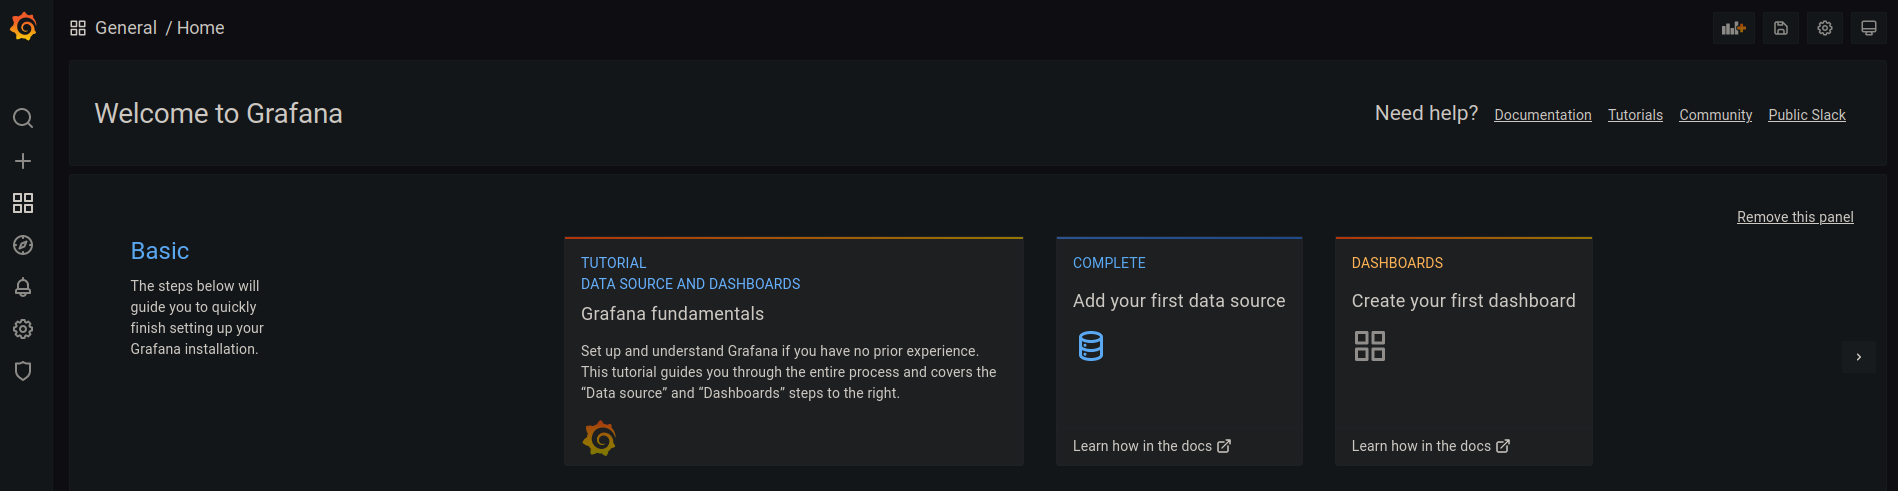 General / Home
Welcome to Grafana
Need help? Documentation Tutorials Community Public Slack
Remove this panel
Basic
The steps below will
guide you to quickly
finish setting up your
Grafana installation.
TUTORIAL
DATA SOURCE AND DASHBOARDS
Grafana fundamentals
Set up and understand Grafana if you have no prior experience.
This tutorial guides you through the entire process and covers the
“Data source” and “Dashboards” steps to the right.
COMPLETE
Add your first data source
Learn how in the docs
DASHBOARDS
Create your first dashboard
Learn how in the docs